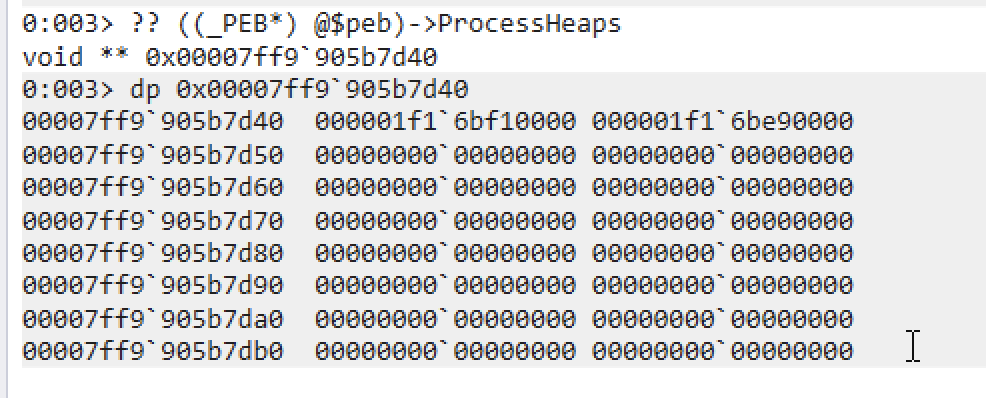 0:003> ?? ((_PEB*) @$peb)->ProcessHeaps
void ** 0x00007ff9`905b7d40
0:003> dp 0x00007ff9`905b7d40
00007ff9`905b7d40  000001f1`6bf10000 000001f1`6be90000
00007ff9`905b7d50  00000000`00000000 00000000`00000000
00007ff9`905b7d60  00000000`00000000 00000000`00000000
00007ff9`905b7d70  00000000`00000000 00000000`00000000
00007ff9`905b7d80  00000000`00000000 00000000`00000000
00007ff9`905b7d90  00000000`00000000 00000000`00000000
00007ff9`905b7da0  00000000`00000000 00000000`00000000
00007ff9`905b7db0  00000000`00000000 00000000`00000000